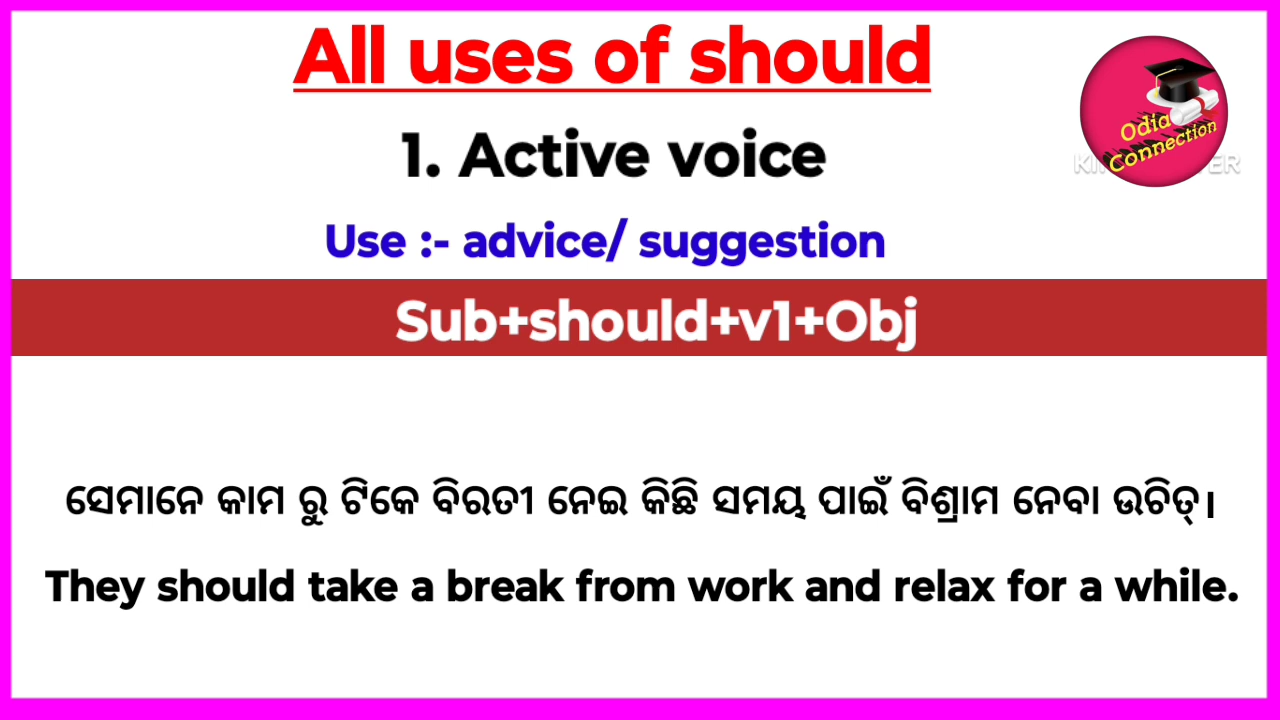 All uses of should
Odia
Connection
1. Active voice
Use :- advice/ suggestion
Sub+should+v1+Obj
ସେମାନେ କାମ ରୁ ଟିକେ ବିରତୀ ନେଇ କିଛି ସମୟ ପାଇଁ ବିଶ୍ରାମ ନେବା ଉଚିତ୍।
They should take a break from work and relax for a while.